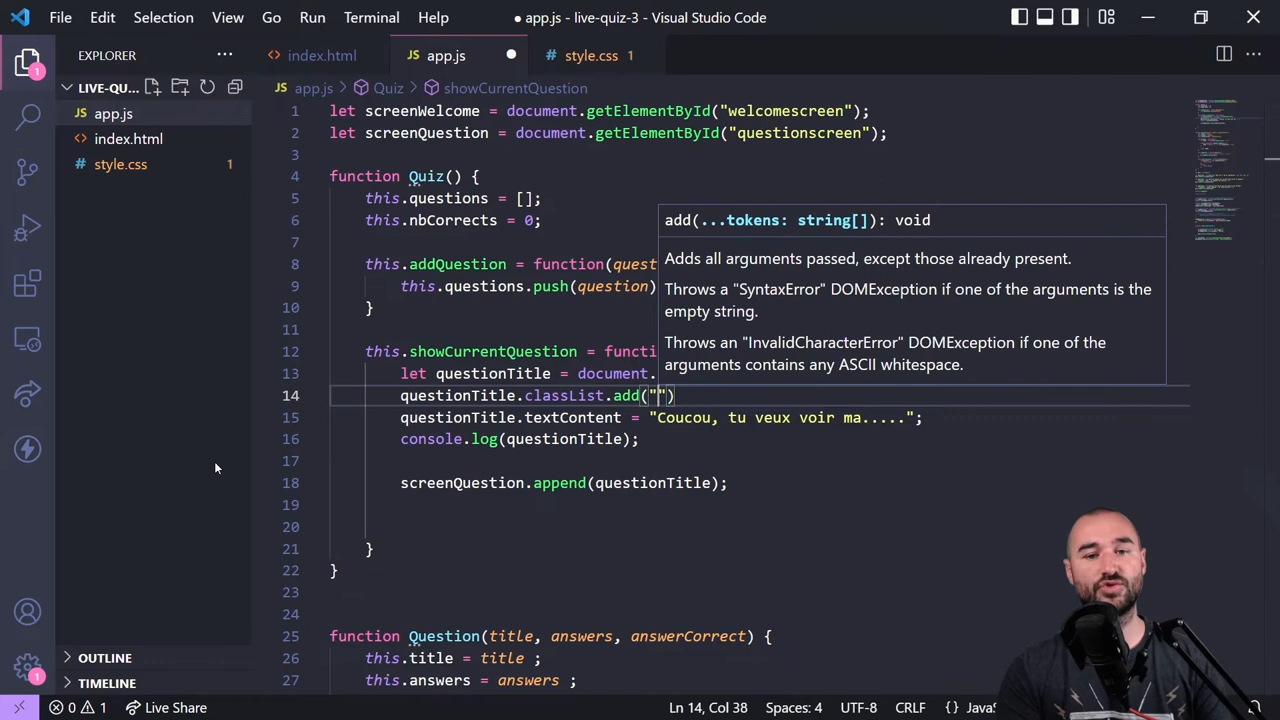 File Edit Selection View Go Run Terminal Help
● app.js - live-quiz-3 - Visual Studio Code
EXPLORER ...
index.html
JS app.js
# style.css 1
1
LIVE-QU...
JS app.js > Quiz > showCurrentQuestion
JS app.js
index.html
# style.css 1
1 let screenWelcome = document.getElementById("welcomescreen");
2 let screenQuestion = document.getElementById("questionscreen");
3
4 function Quiz() {
5 this.questions = [];
6 this.nbCorrects = 0;
7
8 this.addQuestion = function(quest
9 this.questions.push(question)
10 }
11
12 this.showCurrentQuestion = functi
13 let questionTitle = document.
14 questionTitle.classList.add("")
15 questionTitle.textContent = "Coucou, tu veux voir ma.....";
16 console.log(questionTitle);
17
18 screenQuestion.append(questionTitle);
19
20
21 }
22 }
23
24
25 function Question(title, answers, answerCorrect) {
26 this.title = title ;
27 this.answers = answers ;
add(...tokens: string[]): void
Adds all arguments passed, except those already present.
Throws a "SyntaxError" DOMException if one of the arguments is the
empty string.
Throws an "InvalidCharacterError" DOMException if one of the
arguments contains any ASCII whitespace.
OUTLINE
TIMELINE
1
0 1 Live Share
Ln 14, Col 38 Spaces: 4 UTF-8 CRLF {}